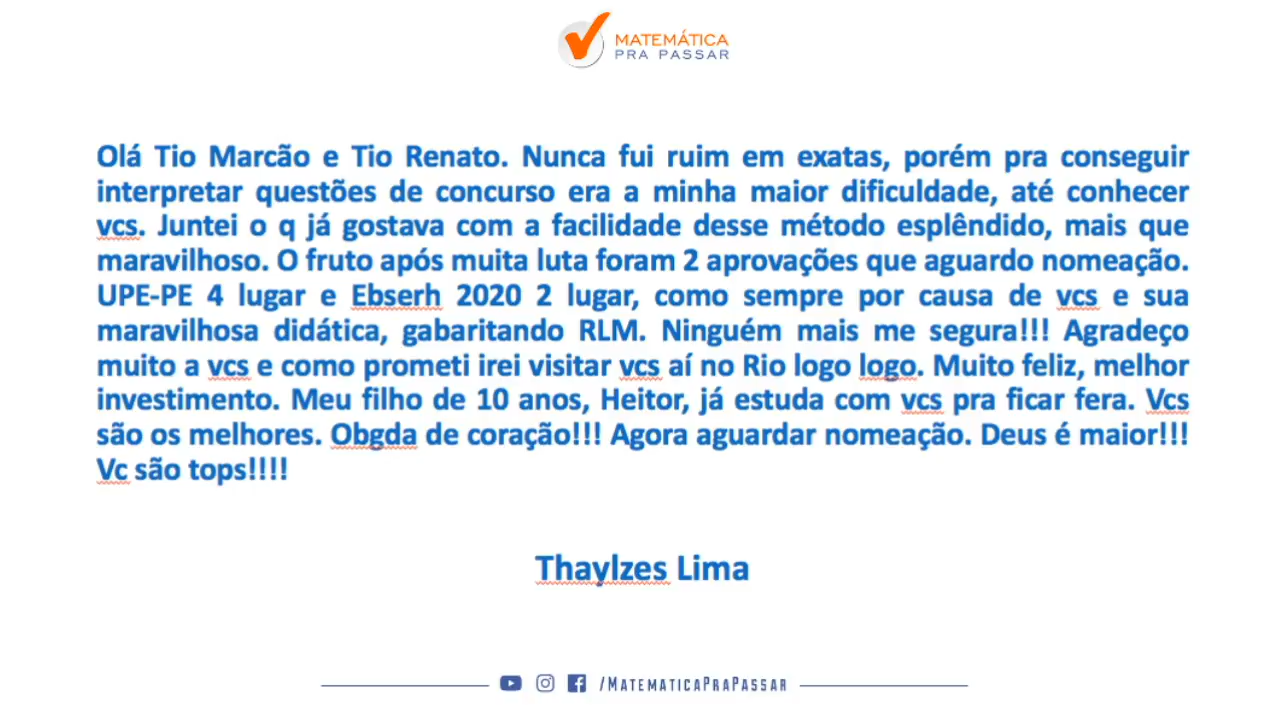 MATEMÁTICA
PRA PASSAR
Olá Tio Marcão e Tio Renato. Nunca fui ruim em exatas, porém pra conseguir
interpretar questões de concurso era a minha maior dificuldade, até conhecer
vcs. Juntei o q já gostava com a facilidade desse método esplêndido, mais que
maravilhoso. O fruto após muita luta foram 2 aprovações que aguardo nomeação.
UPE-PE 4 lugar e Ebserh 2020 2 lugar, como sempre por causa de vcs e sua
maravilhosa didática, gabaritando RLM. Ninguém mais me segura!!! Agradeço
muito a vcs e como prometi irei visitar vcs aí no Rio logo logo. Muito feliz, melhor
investimento. Meu filho de 10 anos, Heitor, já estuda com vcs pra ficar fera. Vcs
são os melhores. Obgda de coração!!! Agora aguardar nomeação. Deus é maior!!!
Vc são tops!!!!
Thaylzes Lima
/MATEMATICAPRAPASSAR